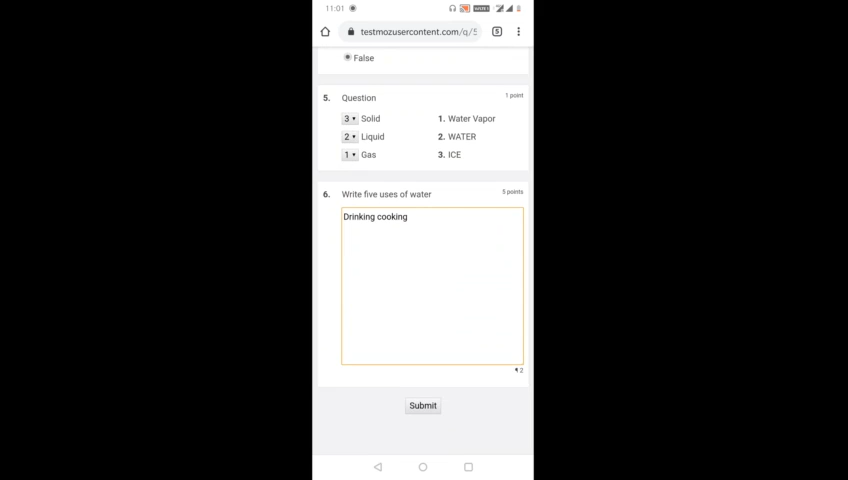 11:01
testmozusercontent.com/q/5
5
False
5. Question 1 point
3 Solid 1. Water Vapor
2 Liquid 2. WATER
1 Gas 3. ICE
6. Write five uses of water 5 points
Drinking cooking
¶ 2
Submit